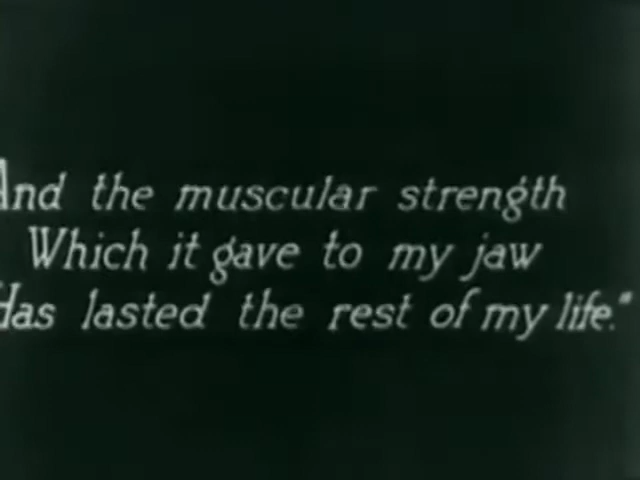 And the muscular strength
Which it gave to my jaw
Has lasted the rest of my life."